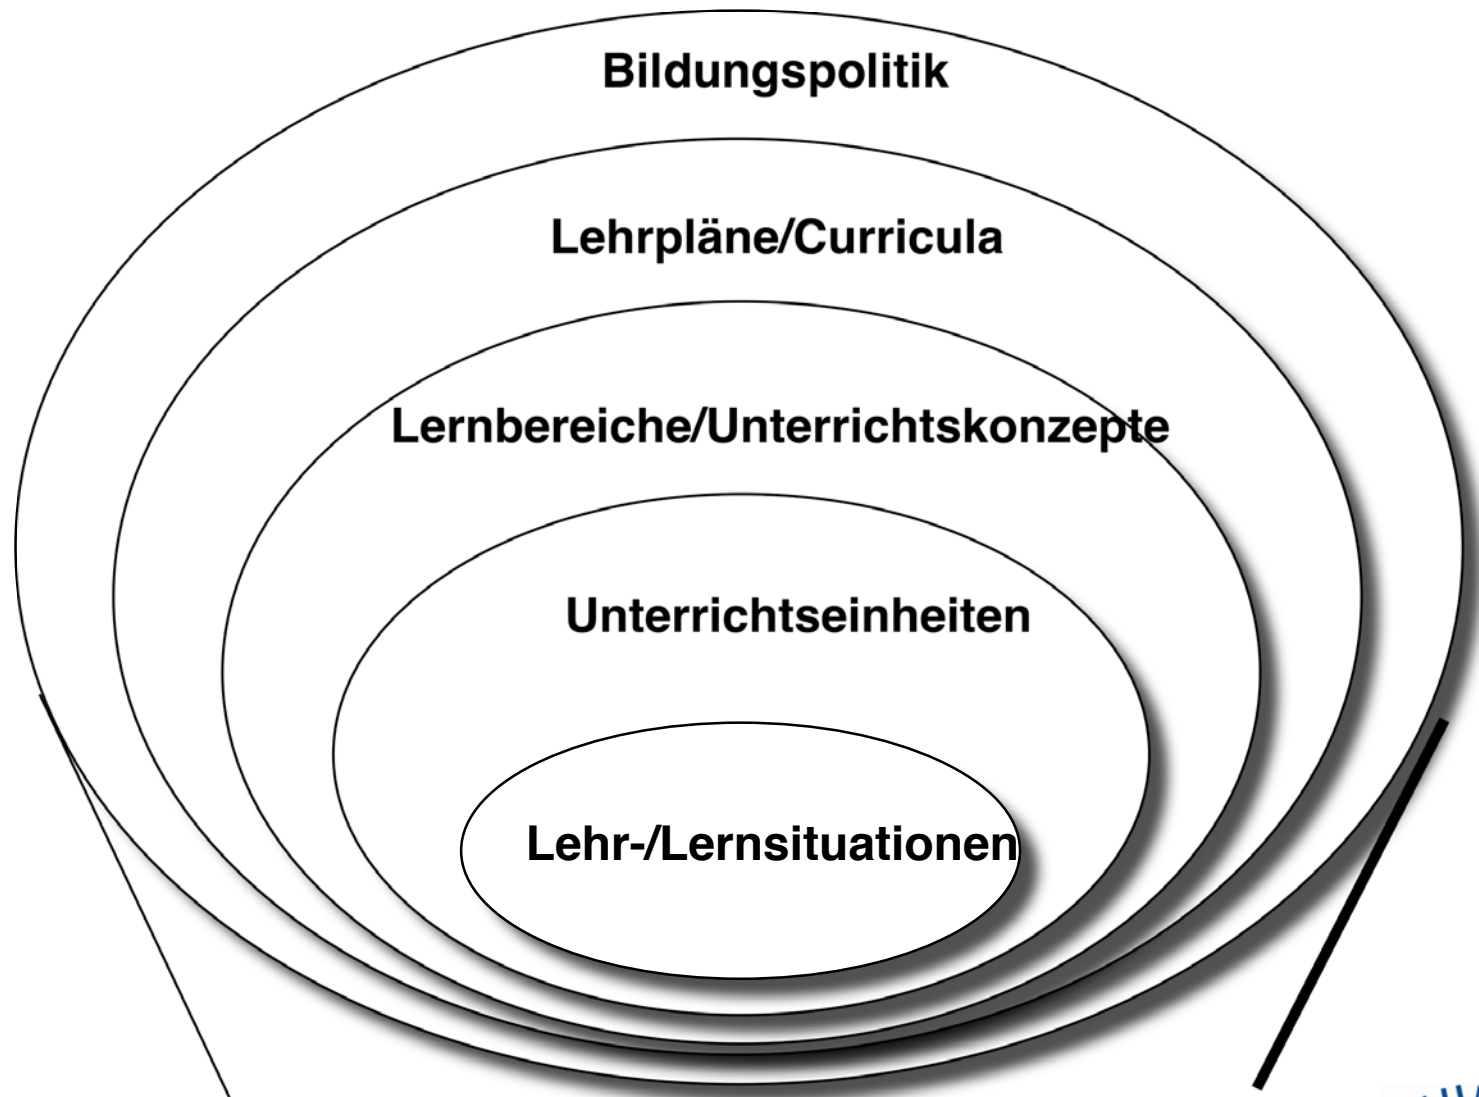 Bildungspolitik
Lehrpläne/Curricula
Lernbereiche/Unterrichtskonzepte
Unterrichtseinheiten
Lehr-/Lernsituationen